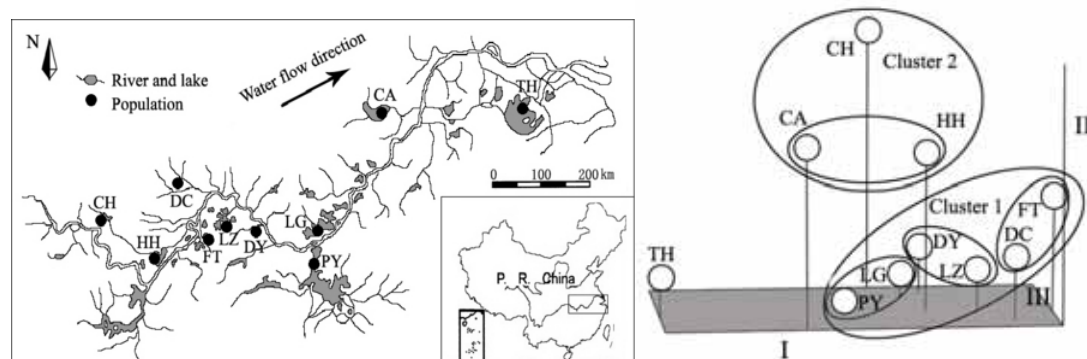 N
River and lake
Population
Water flow direction
CA
TH
0 100 200 km
DC
CH
HH
FT
LZ
DY
LG
PY
P. R. China
CH
Cluster 2
CA
HH
II
Cluster 1
FT
DC
DY
LZ
LG
PY
TH
III
I